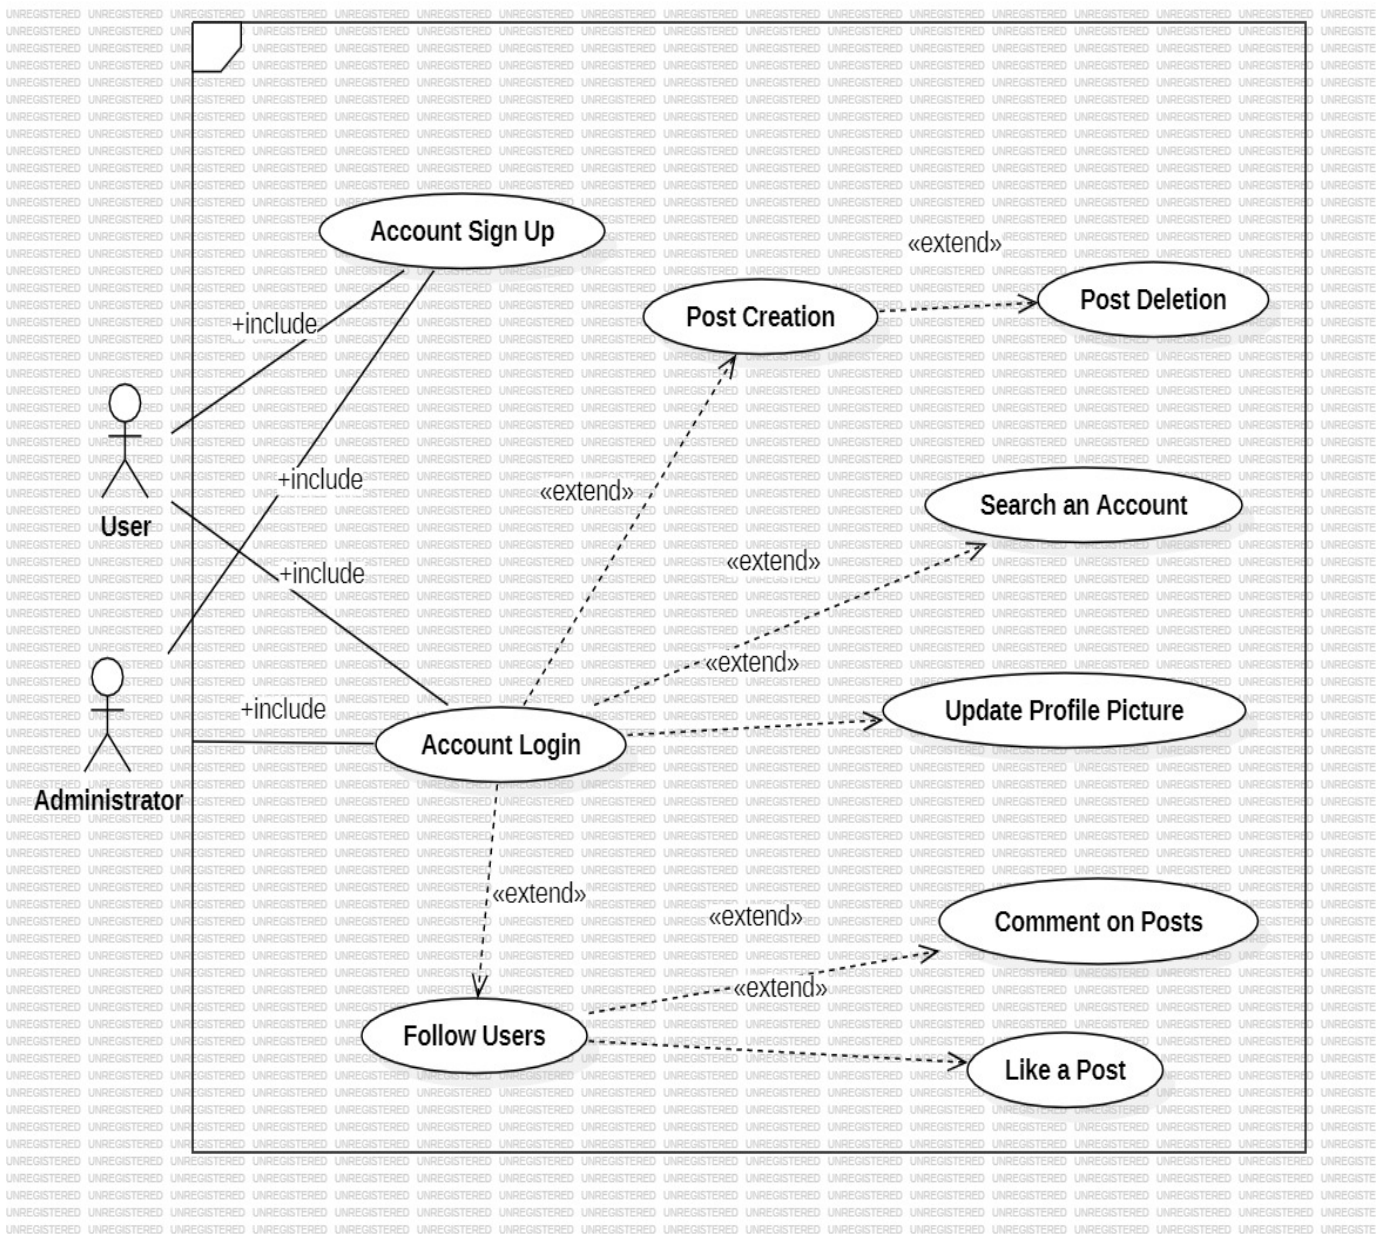 Account Sign Up
«extend»
Post Creation
Post Deletion
+include
User
+include
«extend»
Search an Account
+include
«extend»
«extend»
Update Profile Picture
+include
Account Login
Administrator
«extend»
«extend»
Comment on Posts
«extend»
Follow Users
Like a Post
UNREGISTERED